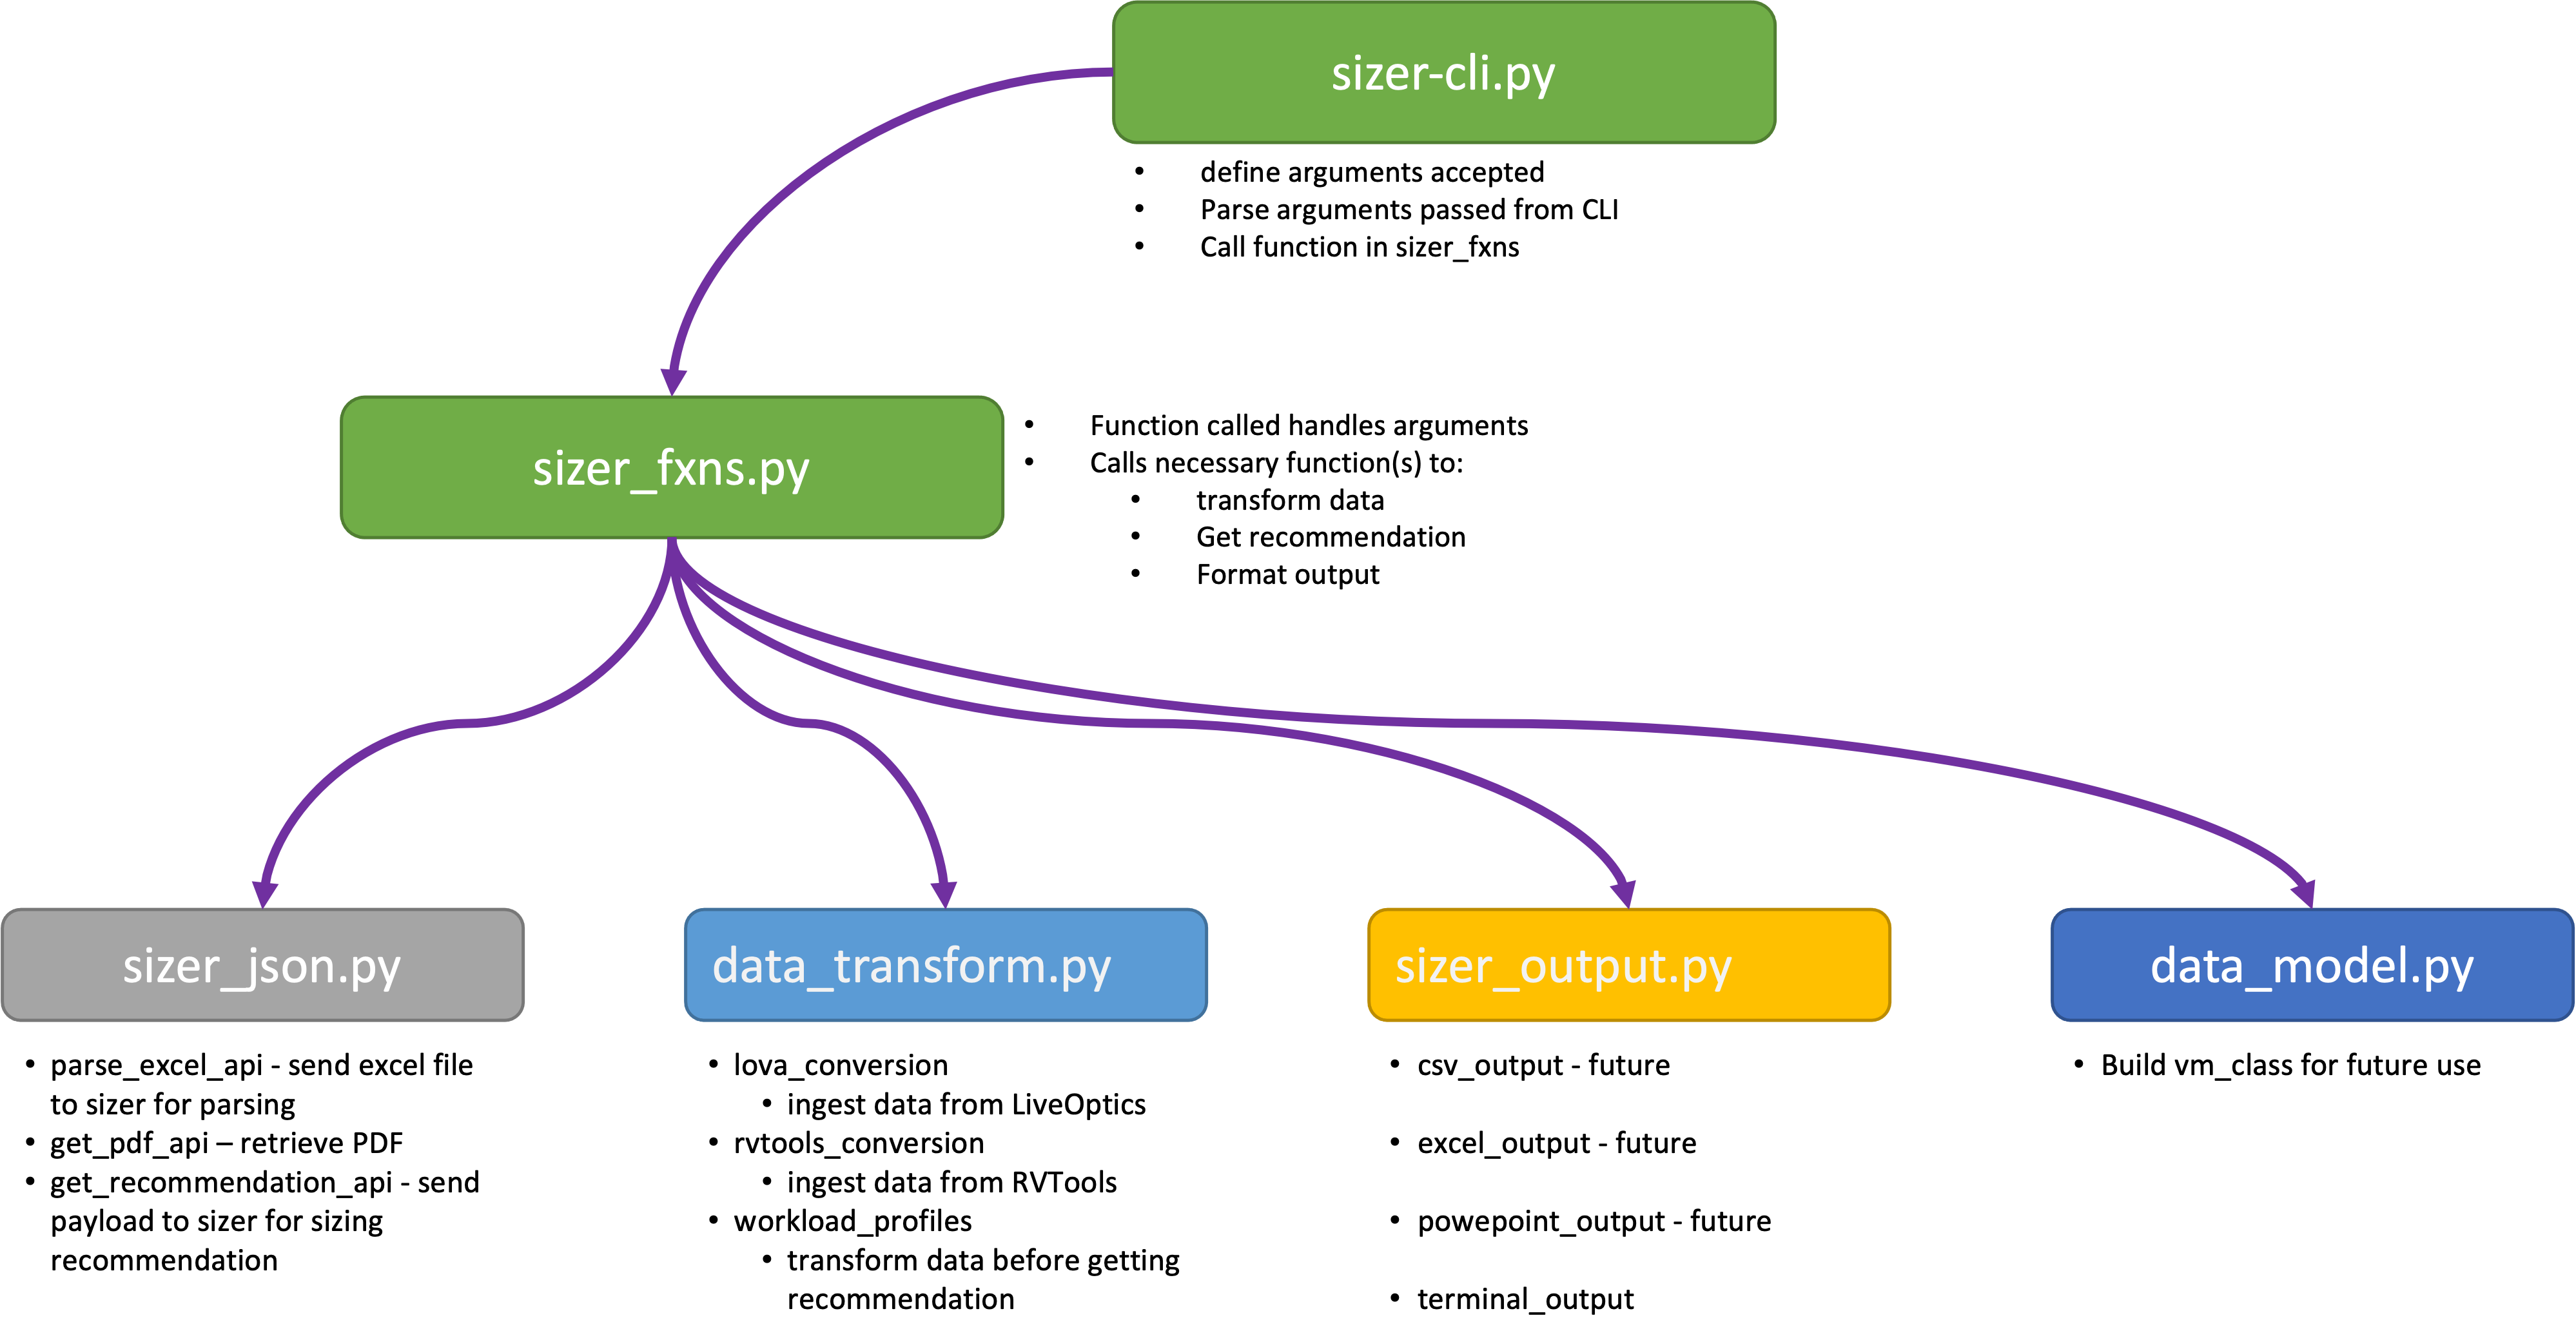 sizer-cli.py
• define arguments accepted
• Parse arguments passed from CLI
• Call function in sizer_fxns
sizer_fxns.py
• Function called handles arguments
• Calls necessary function(s) to:
• transform data
• Get recommendation
• Format output
sizer_json.py
• parse_excel_api - send excel file
to sizer for parsing
• get_pdf_api – retrieve PDF
• get_recommendation_api - send
payload to sizer for sizing
recommendation
data_transform.py
• lova_conversion
• ingest data from LiveOptics
• rvtools_conversion
• ingest data from RVTools
• workload_profiles
• transform data before getting
recommendation
sizer_output.py
• csv_output - future
• excel_output - future
• powepoint_output - future
• terminal_output
data_model.py
• Build vm_class for future use